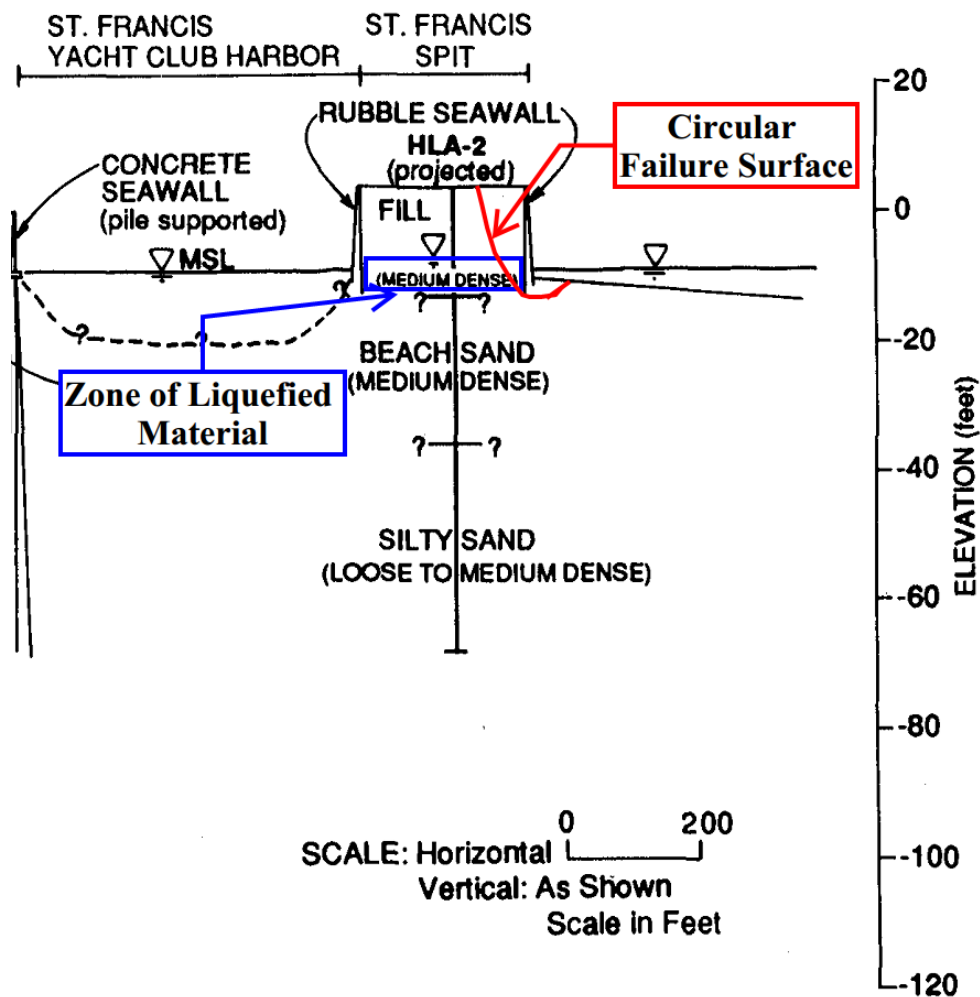 ST. FRANCIS
YACHT CLUB HARBOR
ST. FRANCIS
SPIT
RUBBLE SEAWALL
HLA-2
(projected)
Circular
Failure Surface
CONCRETE
SEAWALL
(pile supported)
FILL
MSL
(MEDIUM DENSE)
?
?
?
?
?
BEACH SAND
(MEDIUM DENSE)
Zone of Liquefied
Material
?
?
SILTY SAND
(LOOSE TO MEDIUM DENSE)
0
200
SCALE: Horizontal
Vertical: As Shown
Scale in Feet
20
0
-20
-40
-60
-80
-100
-120
ELEVATION (feet)